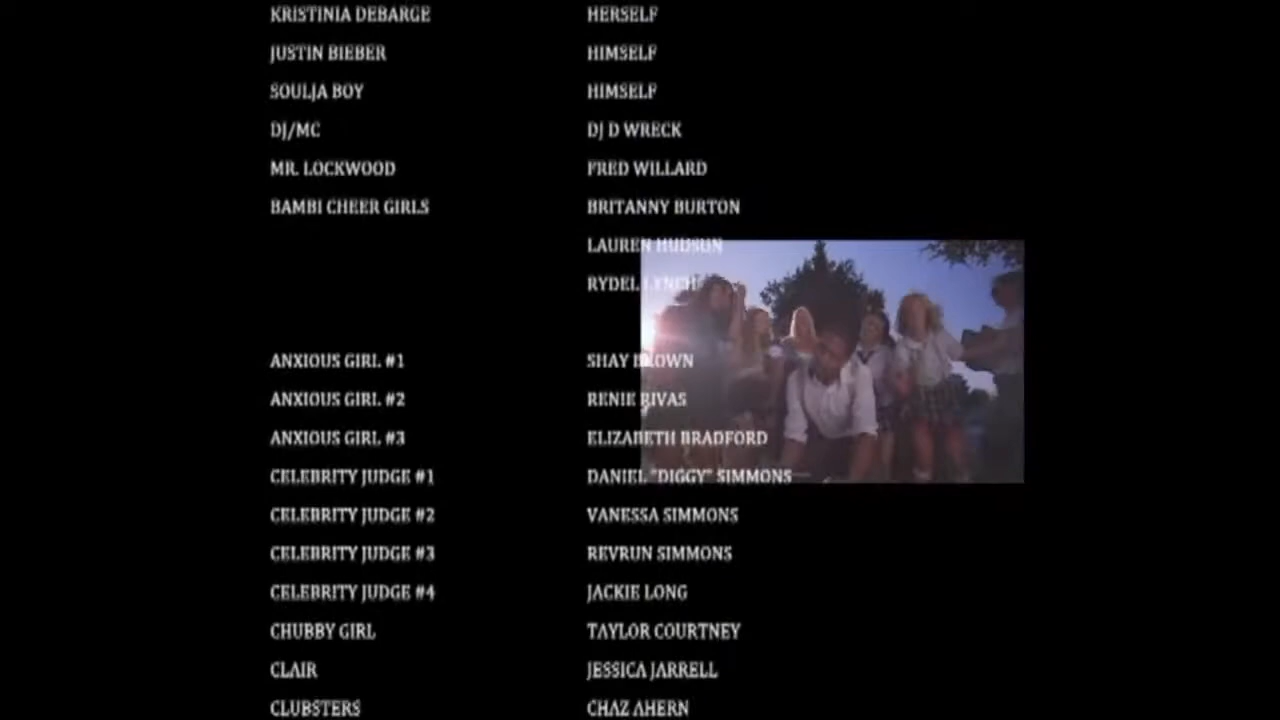 KRISTINIA DEBARGE HERSELF
JUSTIN BIEBER HIMSELF
SOULJA BOY HIMSELF
DJ/MC DJ D WRECK
MR. LOCKWOOD FRED WILLARD
BAMBI CHEER GIRLS BRITANNY BURTON
LAUREN HUDSON
RYDEL LYNCH
ANXIOUS GIRL #1 SHAY BROWN
ANXIOUS GIRL #2 RENIE RIVAS
ANXIOUS GIRL #3 ELIZABETH BRADFORD
CELEBRITY JUDGE #1 DANIEL "DIGGY" SIMMONS
CELEBRITY JUDGE #2 VANESSA SIMMONS
CELEBRITY JUDGE #3 REVRUN SIMMONS
CELEBRITY JUDGE #4 JACKIE LONG
CHUBBY GIRL TAYLOR COURTNEY
CLAIR JESSICA JARRELL
CLUBSTERS CHAZ AHERN